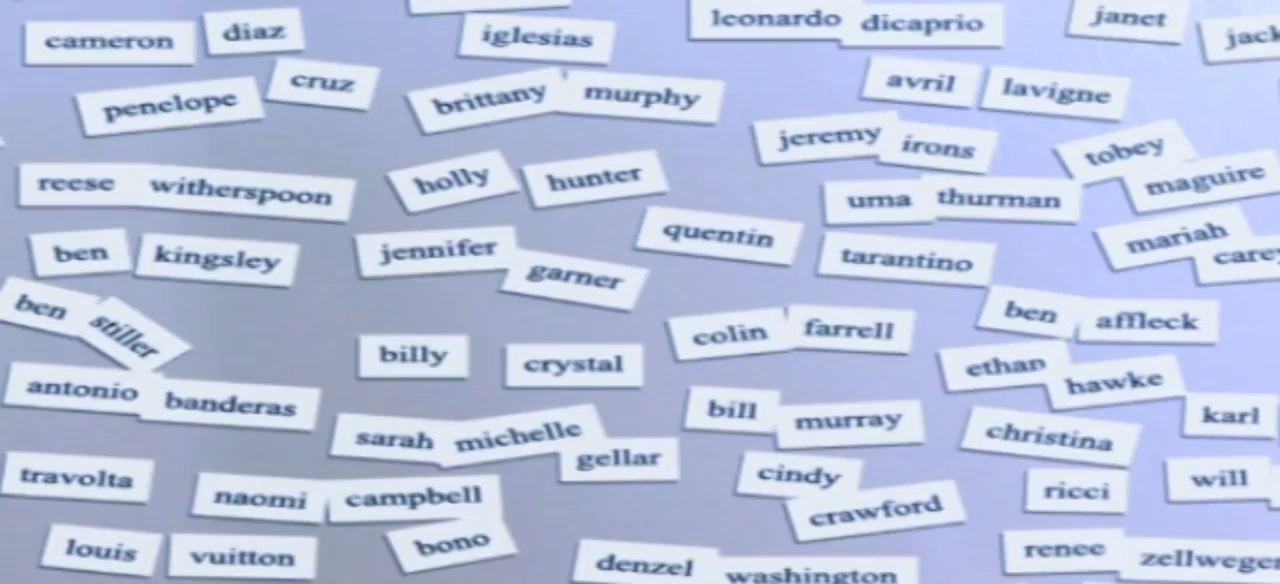 cameron diaz
iglesias
leonardo dicaprio
janet
penelope cruz
brittany murphy
avril lavigne
jeremy irons
tobey maguire
reese witherspoon
holly hunter
uma thurman
ben kingsley
jennifer garner
quentin tarantino
mariah
ben stiller
billy crystal
colin farrell
ben affleck
antonio banderas
ethan hawke
sarah michelle gellar
bill murray
christina ricci
karl
travolta
naomi campbell
cindy crawford
will
louis vuitton
bono
denzel washington
renee zellweger